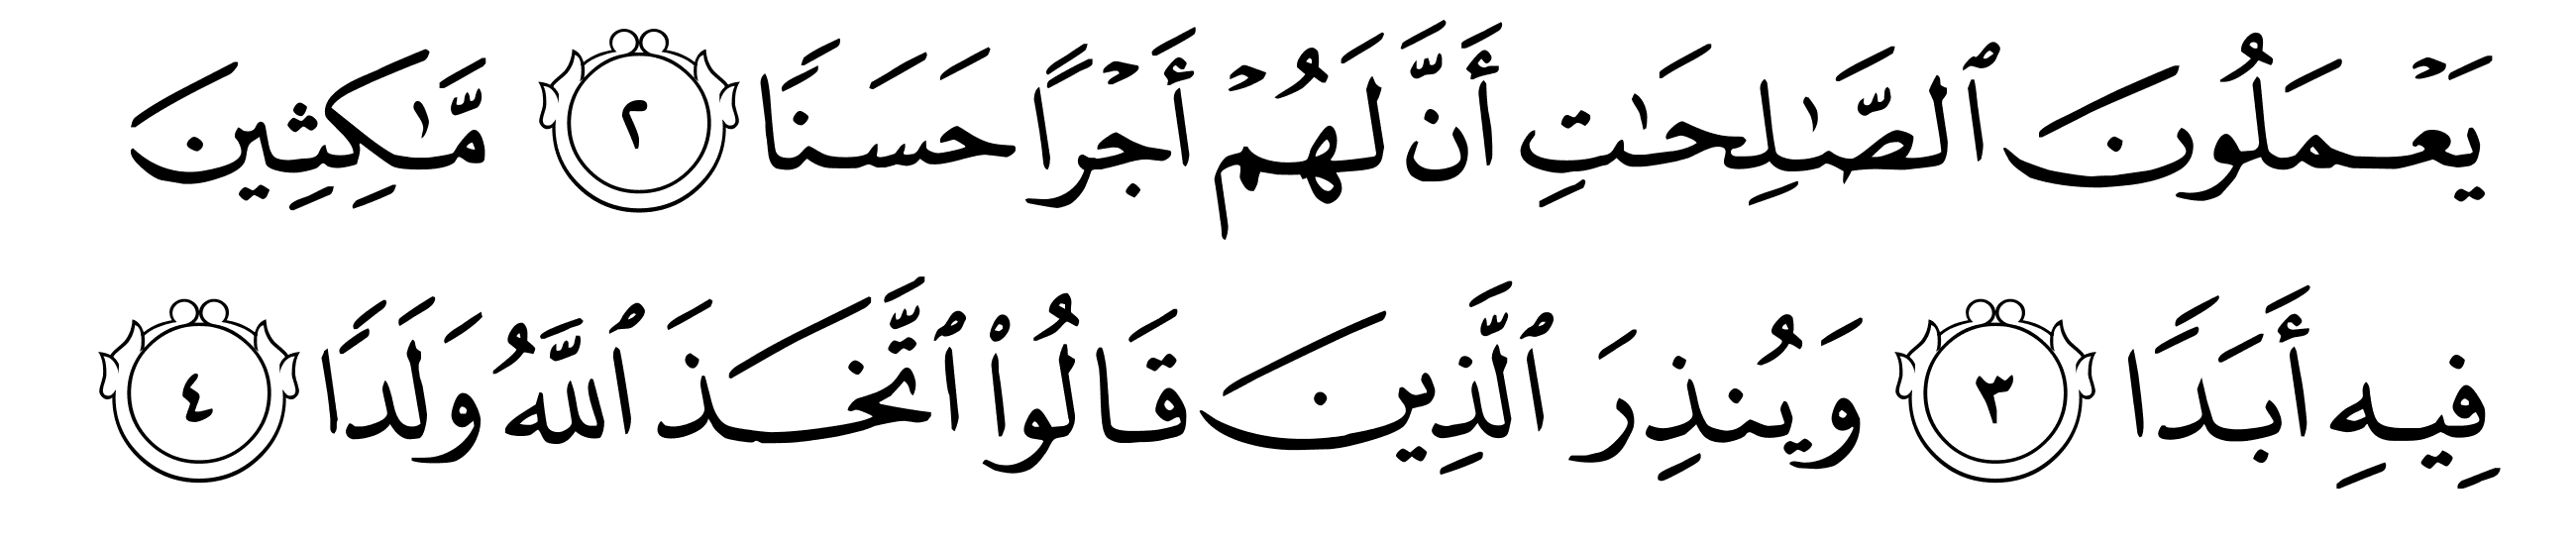 يَعۡمَلُونَ ٱلصَّٰلِحَٰتِ أَنَّ لَهُمۡ أَجۡرًا حَسَنٗا ٢ مَّٰكِثِينَ
فِيهِ أَبَدٗا ٣ وَيُنذِرَ ٱلَّذِينَ قَالُواْ ٱتَّخَذَ ٱللَّهُ وَلَدٗا ٤